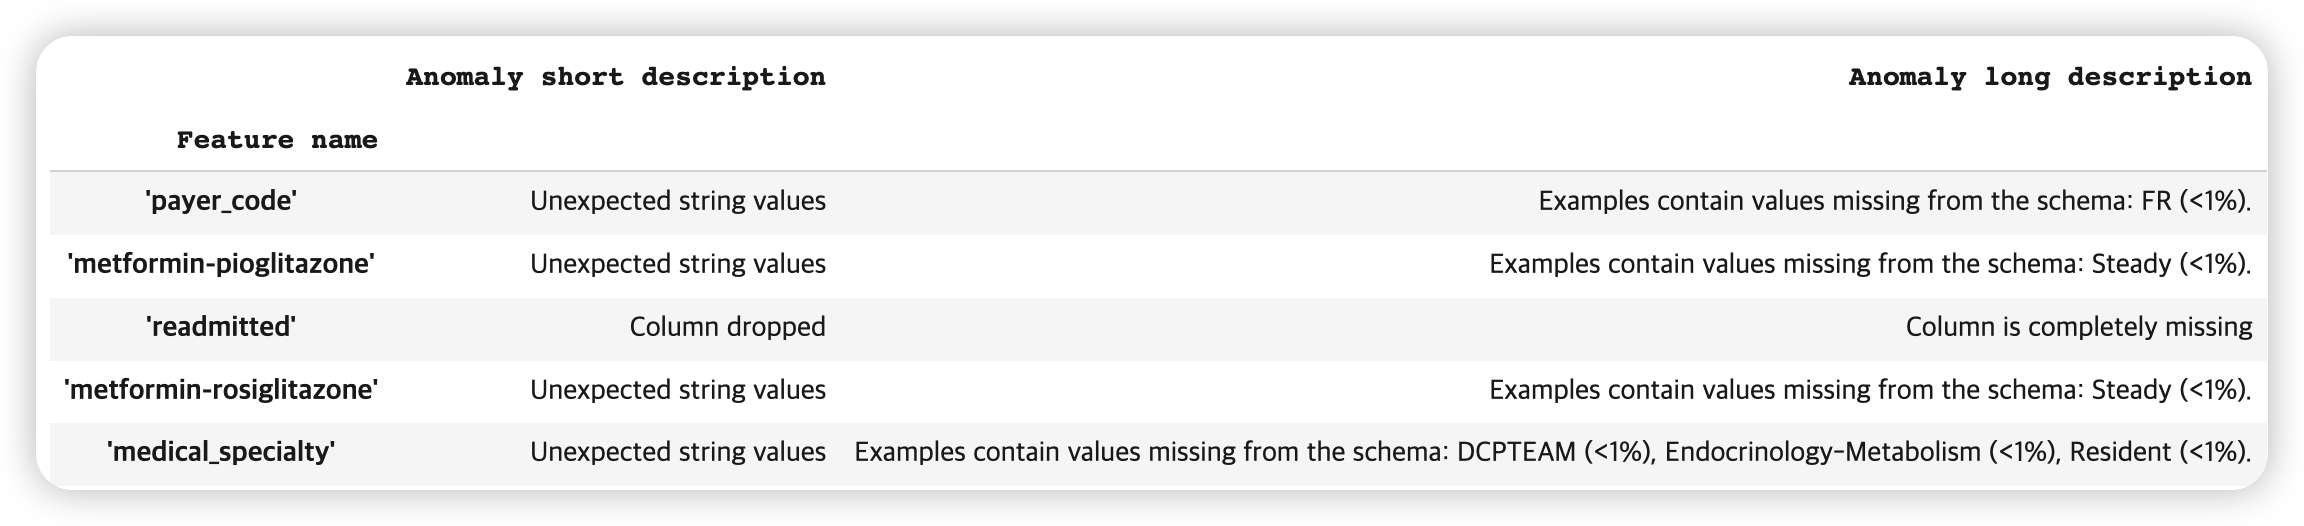 Anomaly short description Anomaly long description
Feature name
'payer_code' Unexpected string values Examples contain values missing from the schema: FR (<1%).
'metformin-pioglitazone' Unexpected string values Examples contain values missing from the schema: Steady (<1%).
'readmitted' Column dropped Column is completely missing
'metformin-rosiglitazone' Unexpected string values Examples contain values missing from the schema: Steady (<1%).
'medical_specialty' Unexpected string values Examples contain values missing from the schema: DCPTEAM (<1%), Endocrinology-Metabolism (<1%), Resident (<1%).